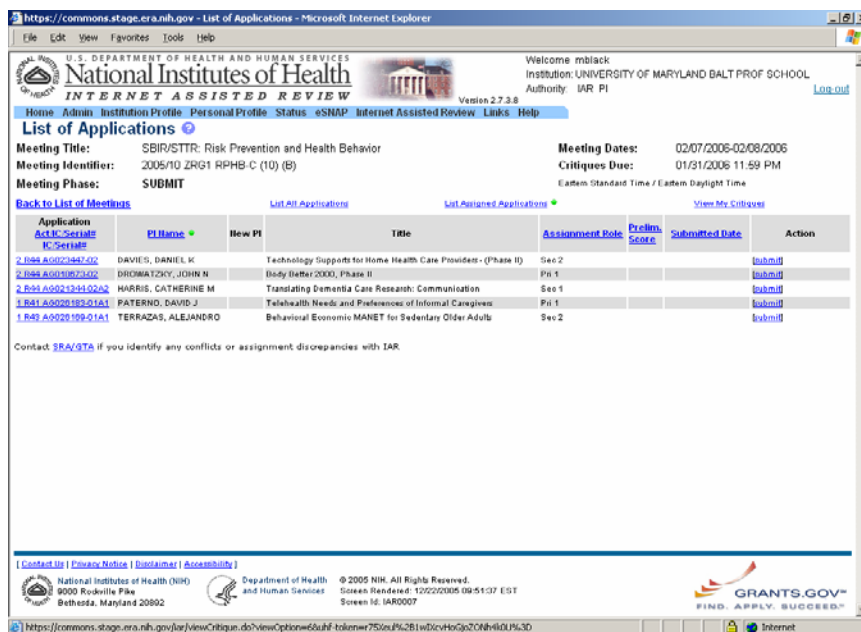 https://commons.stage.era.nih.gov - List of Applications - Microsoft Internet Explorer
File Edit View Favorites Tools Help
U.S. DEPARTMENT OF HEALTH AND HUMAN SERVICES
National Institutes of Health
INTERNET ASSISTED REVIEW
Version 2.7.3.8
Welcome mblack
Institution: UNIVERSITY OF MARYLAND BALT PROF SCHOOL
Authority: IAR PI
Log-out
Home Admin Institution Profile Personal Profile Status eSNAP Internet Assisted Review Links Help
List of Applications ?
Meeting Title: SBIR/STTR: Risk Prevention and Health Behavior Meeting Dates: 02/07/2006-02/08/2006
Meeting Identifier: 2005/10 ZRG1 RPHB-C (10) (B) Critiques Due: 01/31/2006 11:59 PM
Meeting Phase: SUBMIT Eastern Standard Time / Eastern Daylight Time
Back to List of Meetings List All Applications List Assigned Applications View My Critiques
Application Act/IC/Serial# IC/Serial# PI Name New PI Title Assignment Role Prelim. Score Submitted Date Action
2 R44 AG023447-02 DAVIES, DANIEL K Technology Supports for Home Health Care Providers - (Phase II) Sec 2 [submit]
2 R44 AG018673-02 DROWATZKY, JOHN N Body Better 2000, Phase II Pri 1 [submit]
2 R44 AG021344-02A2 HARRIS, CATHERINE M Translating Dementia Care Research: Communication Sec 1 [submit]
1 R41 AG026183-01A1 PATERNO, DAVID J Telehealth Needs and Preferences of Informal Caregivers Pri 1 [submit]
1 R43 AG026189-01A1 TERRAZAS, ALEJANDRO Behavioral Economic MANET for Sedentary Older Adults Sec 2 [submit]
Contact SRA/GTA if you identify any conflicts or assignment discrepancies with IAR
[ Contact Us | Privacy Notice | Disclaimer | Accessibility ]
National Institutes of Health (NIH)
9000 Rockville Pike
Bethesda, Maryland 20892
Department of Health
and Human Services
© 2005 NIH. All Rights Reserved.
Screen Rendered: 12/22/2005 09:51:37 EST
Screen Id: IAR0007
GRANTS.GOV℠
FIND. APPLY. SUCCEED.℠
Internet